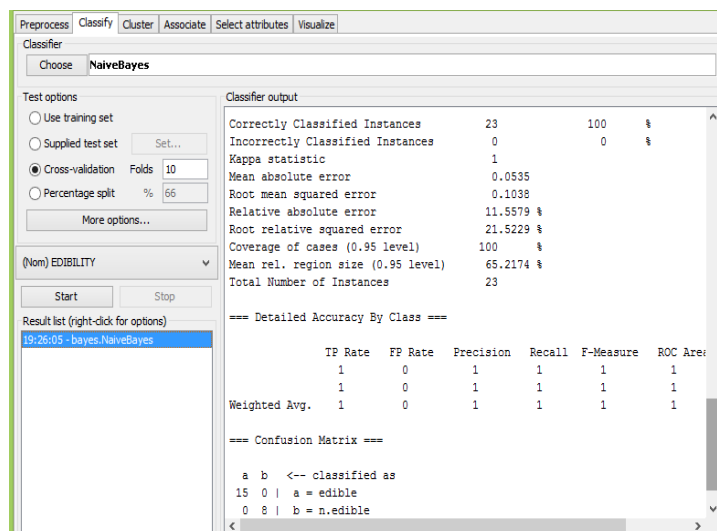 Preprocess Classify Cluster Associate Select attributes Visualize
Classifier
Choose NaiveBayes
Test options
Use training set
Supplied test set Set...
Cross-validation Folds 10
Percentage split % 66
More options...
(Nom) EDIBILITY
Start Stop
Result list (right-click for options)
19:26:05 - bayes.NaiveBayes
Classifier output
Correctly Classified Instances 23 100 %
Incorrectly Classified Instances 0 0 %
Kappa statistic 1
Mean absolute error 0.0535
Root mean squared error 0.1038
Relative absolute error 11.5579 %
Root relative squared error 21.5229 %
Coverage of cases (0.95 level) 100 %
Mean rel. region size (0.95 level) 65.2174 %
Total Number of Instances 23
=== Detailed Accuracy By Class ===
TP Rate FP Rate Precision Recall F-Measure ROC Area
1 0 1 1 1 1
1 0 1 1 1 1
Weighted Avg. 1 0 1 1 1 1
=== Confusion Matrix ===
a b <-- classified as
15 0 | a = edible
0 8 | b = n.edible